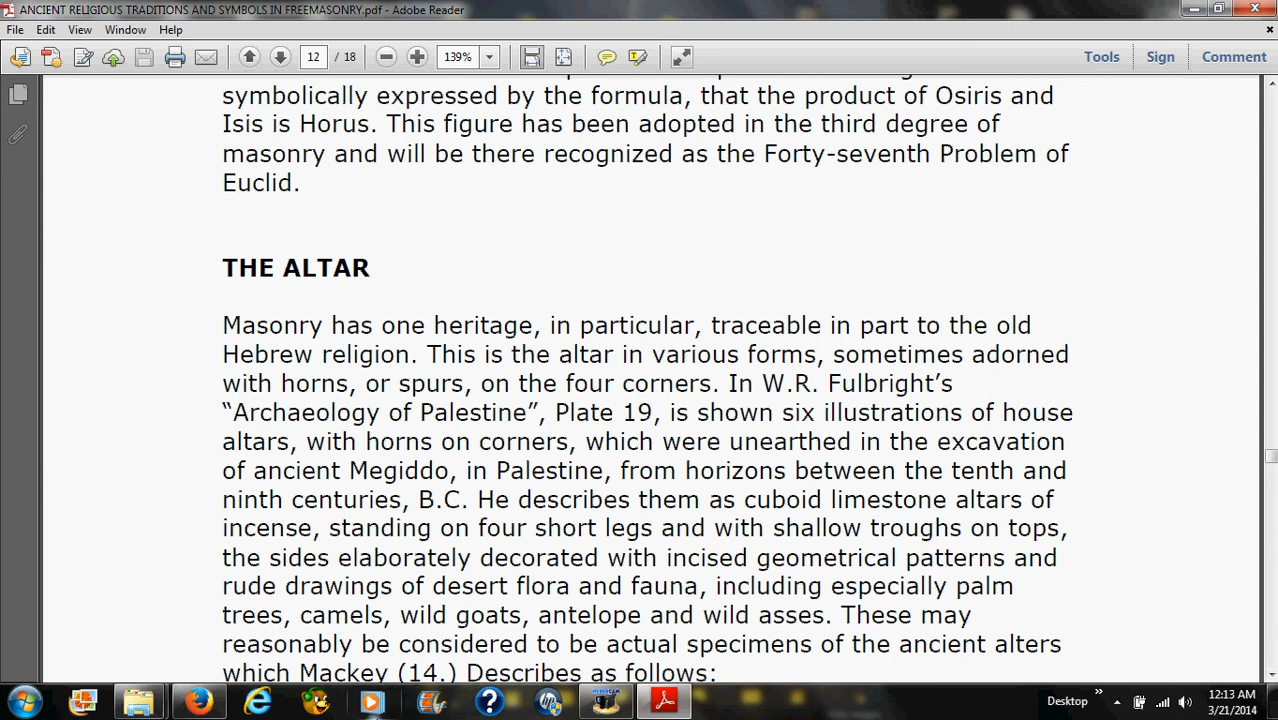 ANCIENT RELIGIOUS TRADITIONS AND SYMBOLS IN FREEMASONRY.pdf - Adobe Reader
File Edit View Window Help
12 / 18 139% Tools Sign Comment
symbolically expressed by the formula, that the product of Osiris and
Isis is Horus. This figure has been adopted in the third degree of
masonry and will be there recognized as the Forty-seventh Problem of
Euclid.
THE ALTAR
Masonry has one heritage, in particular, traceable in part to the old
Hebrew religion. This is the altar in various forms, sometimes adorned
with horns, or spurs, on the four corners. In W.R. Fulbright’s
“Archaeology of Palestine”, Plate 19, is shown six illustrations of house
altars, with horns on corners, which were unearthed in the excavation
of ancient Megiddo, in Palestine, from horizons between the tenth and
ninth centuries, B.C. He describes them as cuboid limestone altars of
incense, standing on four short legs and with shallow troughs on tops,
the sides elaborately decorated with incised geometrical patterns and
rude drawings of desert flora and fauna, including especially palm
trees, camels, wild goats, antelope and wild asses. These may
reasonably be considered to be actual specimens of the ancient alters
which Mackey (14.) Describes as follows:
Desktop » 12:13 AM
3/21/2014